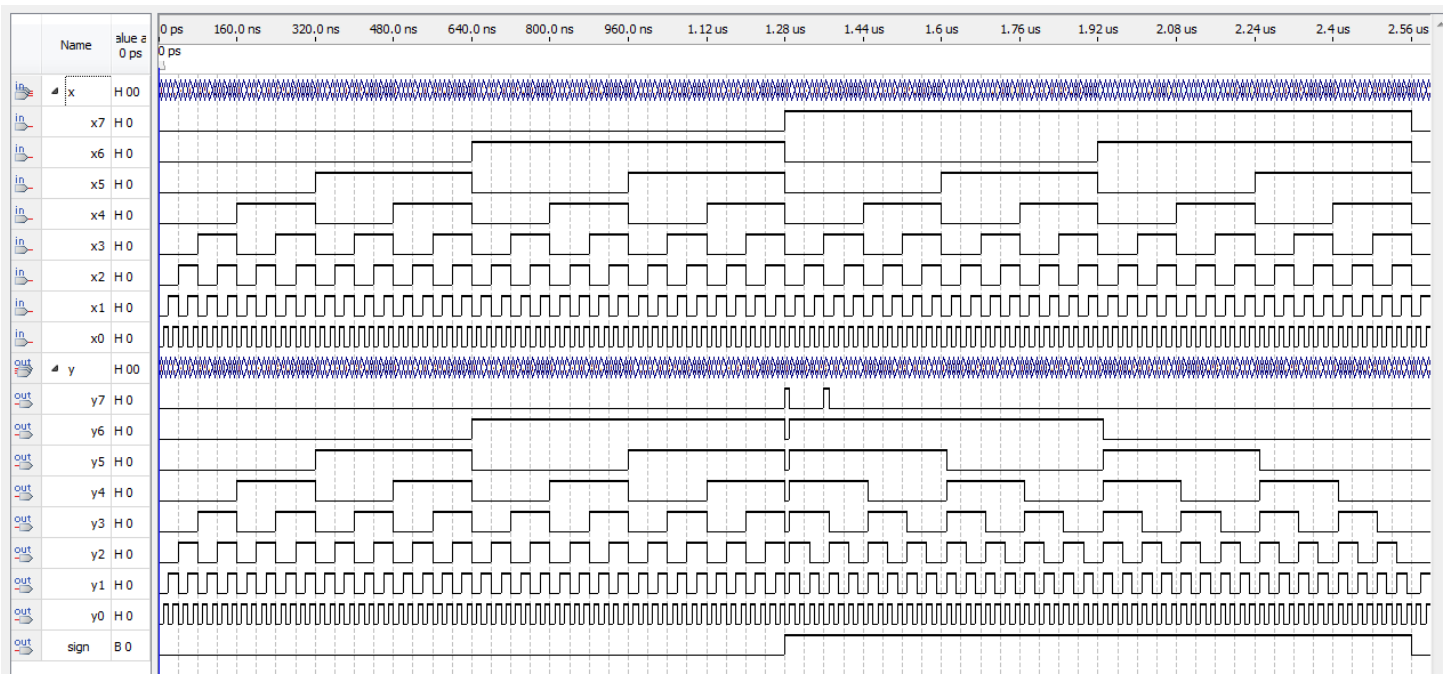 Name
alue a
0 ps
0 ps 160.0 ns 320.0 ns 480.0 ns 640.0 ns 800.0 ns 960.0 ns 1.12 us 1.28 us 1.44 us 1.6 us 1.76 us 1.92 us 2.08 us 2.24 us 2.4 us 2.56 us
0 ps
in x H 00
in x7 H 0
in x6 H 0
in x5 H 0
in x4 H 0
in x3 H 0
in x2 H 0
in x1 H 0
in x0 H 0
out y H 00
out y7 H 0
out y6 H 0
out y5 H 0
out y4 H 0
out y3 H 0
out y2 H 0
out y1 H 0
out y0 H 0
out sign B 0